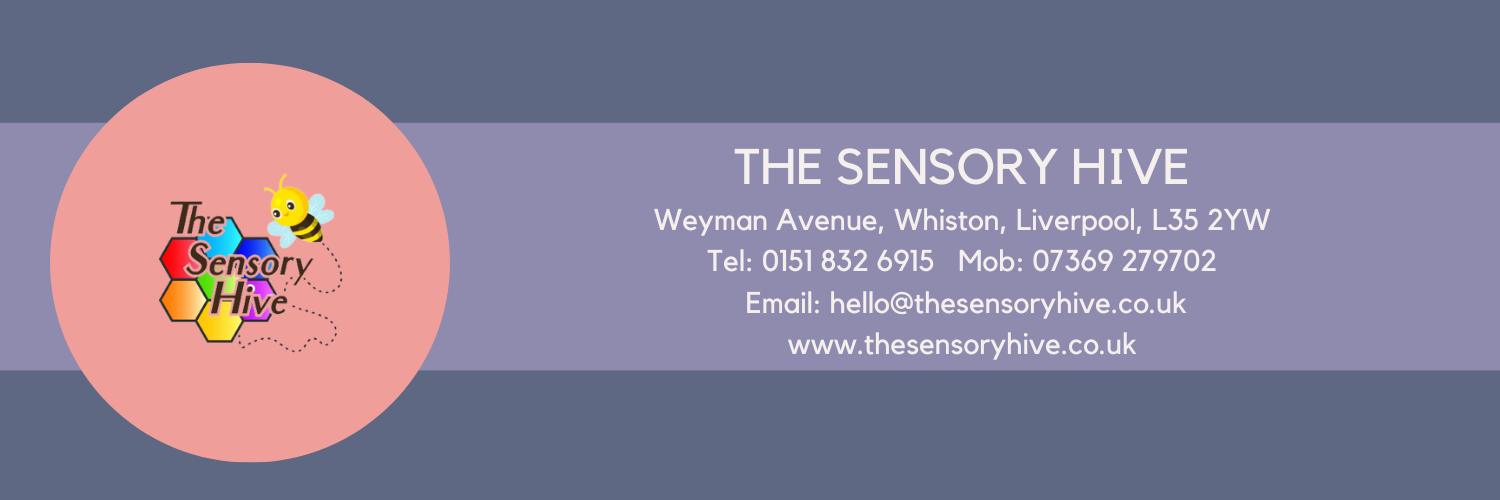 The
Sensory
Hive
THE SENSORY HIVE
Weyman Avenue, Whiston, Liverpool, L35 2YW
Tel: 0151 832 6915 Mob: 07369 279702
Email: hello@thesensoryhive.co.uk
www.thesensoryhive.co.uk